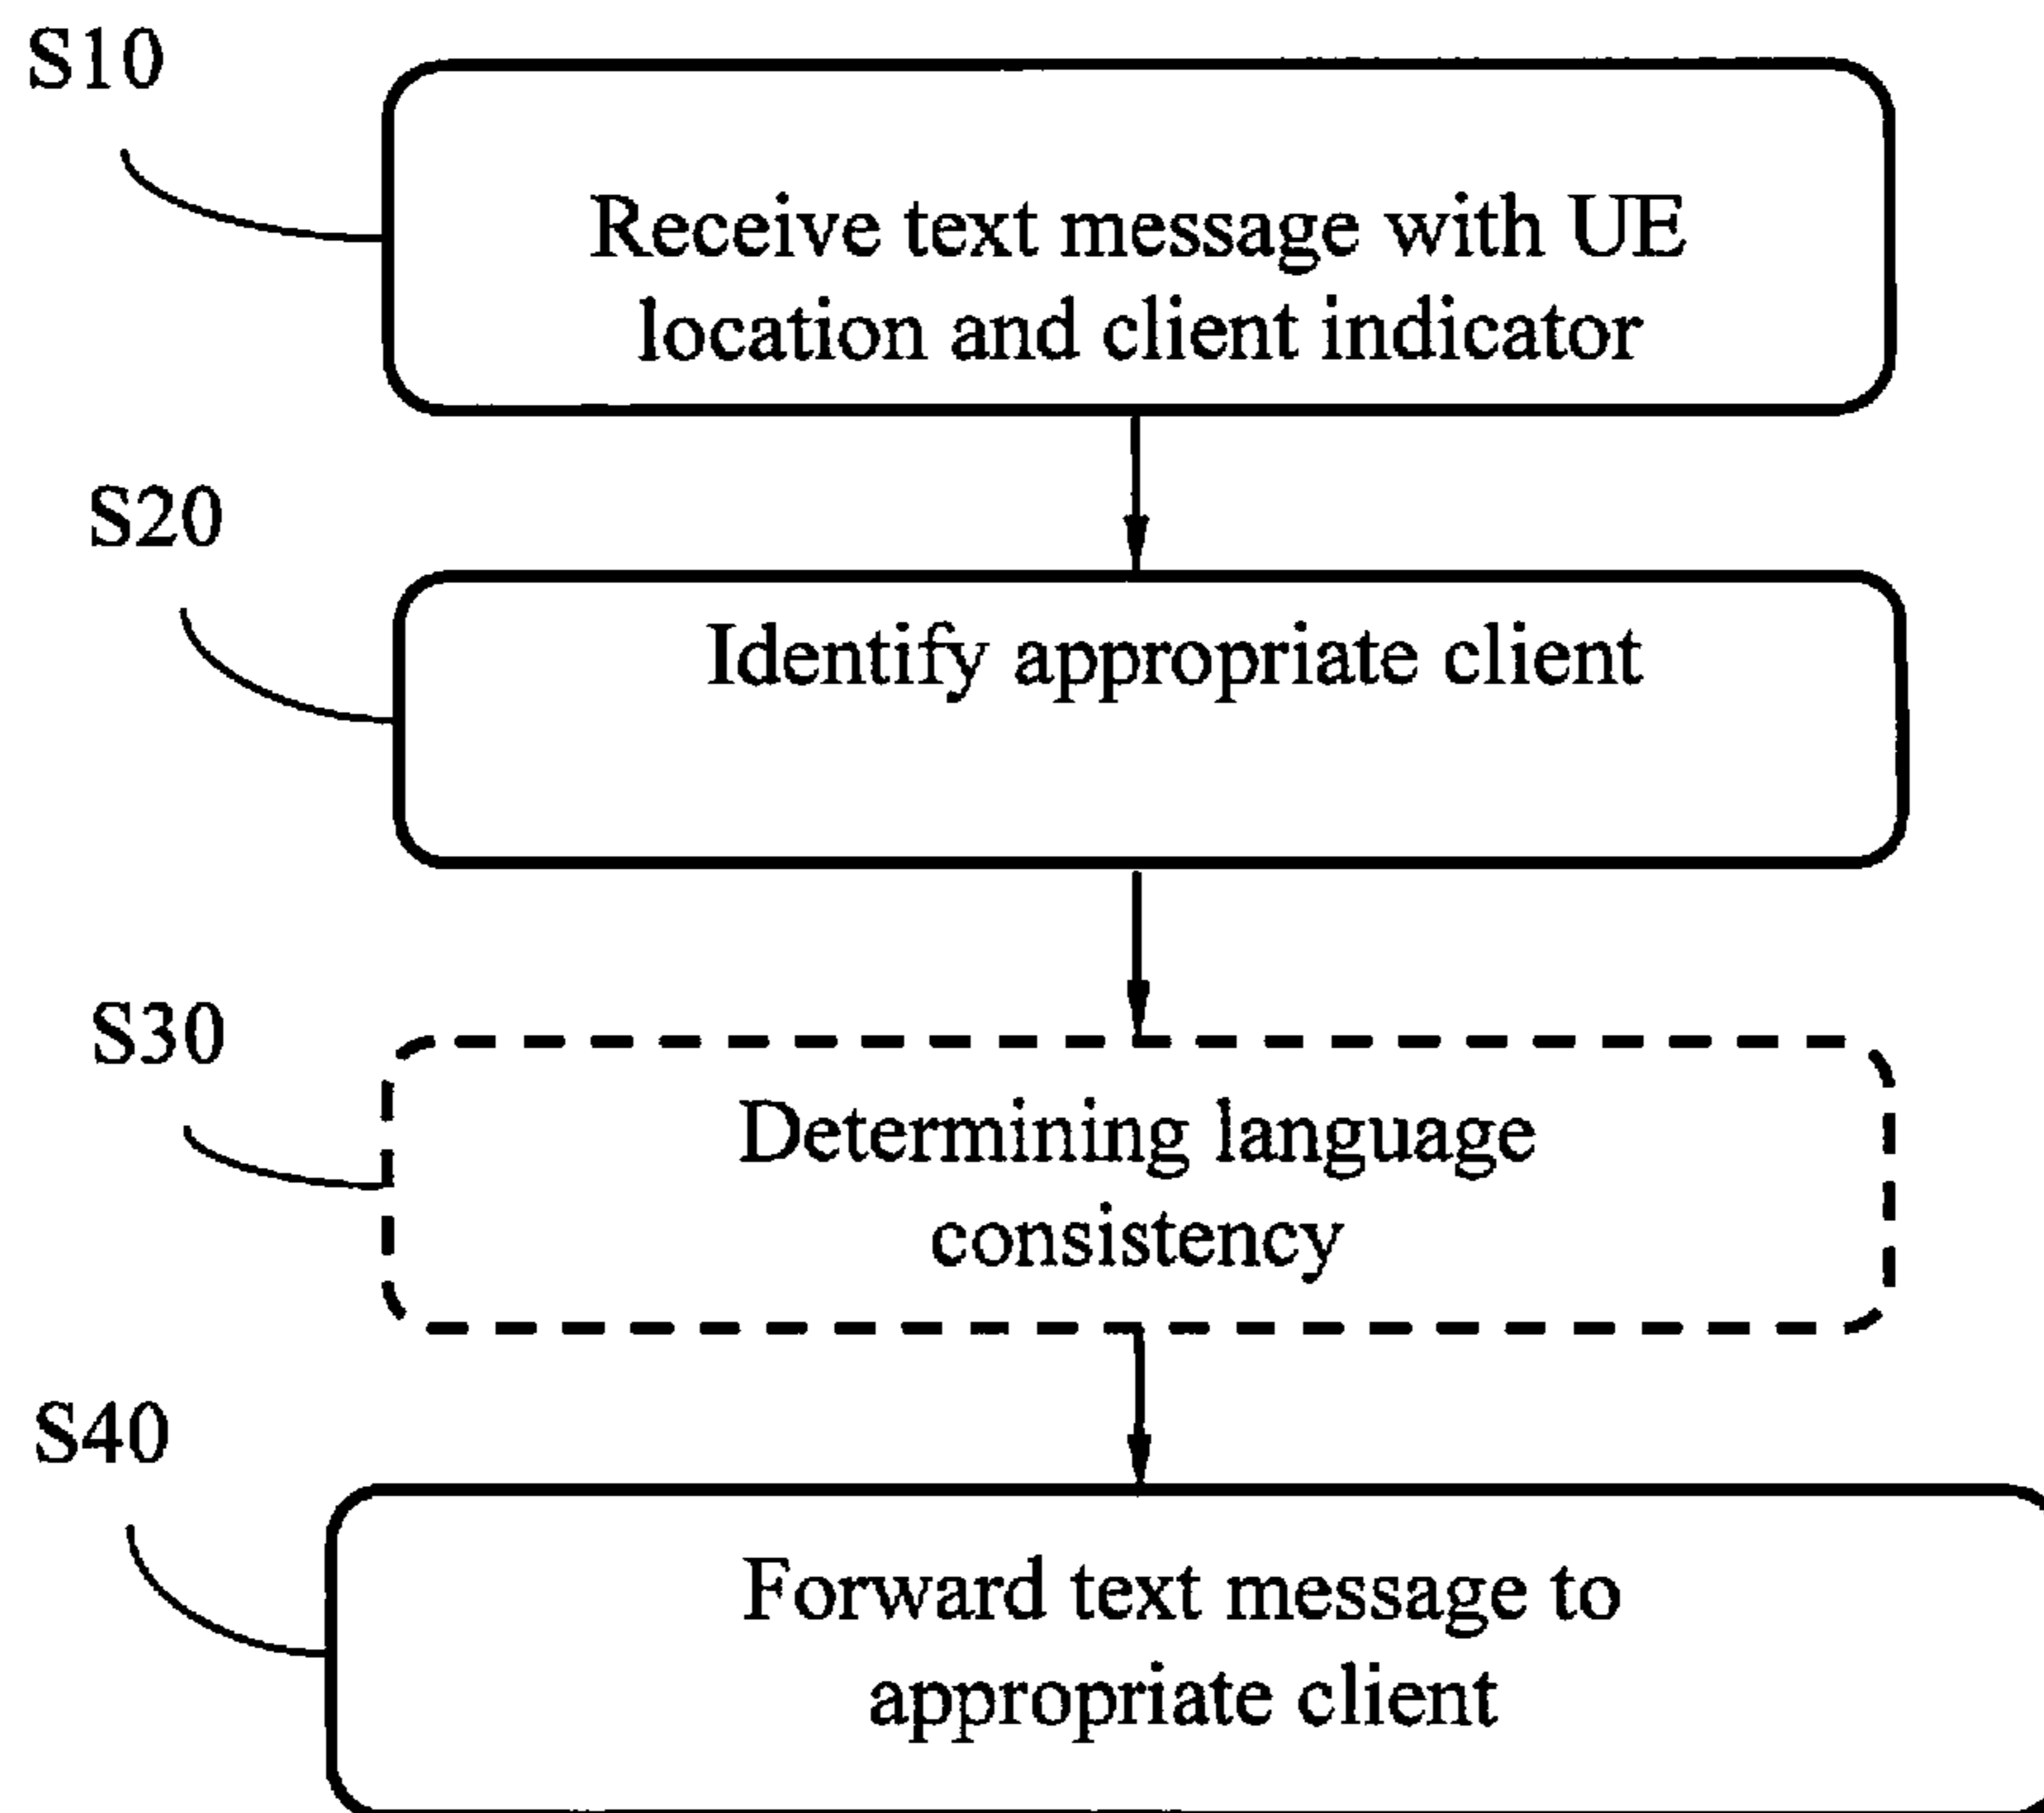 S10
Receive text message with UE
location and client indicator
S20
Identify appropriate client
S30
Determining language
consistency
S40
Forward text message to
appropriate client